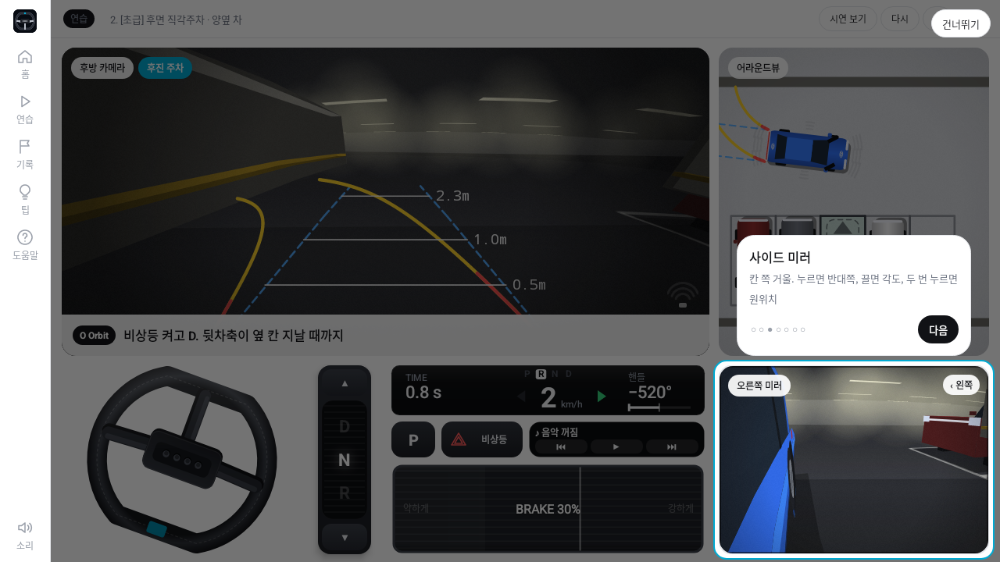 홈
연습
기록
팁
도움말
소리
연습
2. [초급] 후면 직각주차 · 양옆 차
시연 보기
다시
건너뛰기
후방 카메라
후진 주차
2.3m
1.0m
0.5m
O Orbit
비상등 켜고 D. 뒷차축이 옆 칸 지날 때까지
어라운드뷰
사이드 미러
칸 쪽 거울. 누르면 반대쪽, 끌면 각도, 두 번 누르면
원위치
다음
D
N
R
TIME
0.8 s
P R N D
2 km/h
핸들
−520°
P
비상등
♪ 음악 꺼짐
약하게
BRAKE 30%
강하게
오른쪽 미러
‹ 왼쪽